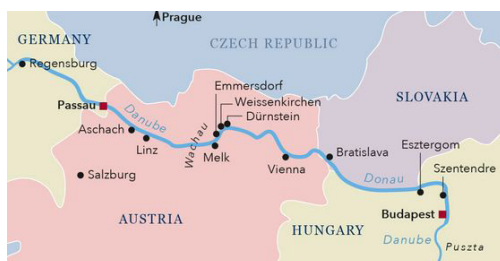 Prague
GERMANY
CZECH REPUBLIC
Regensburg
Emmersdorf
Weissenkirchen
Dürnstein
SLOVAKIA
Passau
Danube
Aschach
Linz
Wachau
Melk
Vienna
Bratislava
Esztergom
Szentendre
Salzburg
Donau
AUSTRIA
HUNGARY
Budapest
Danube
Puszta